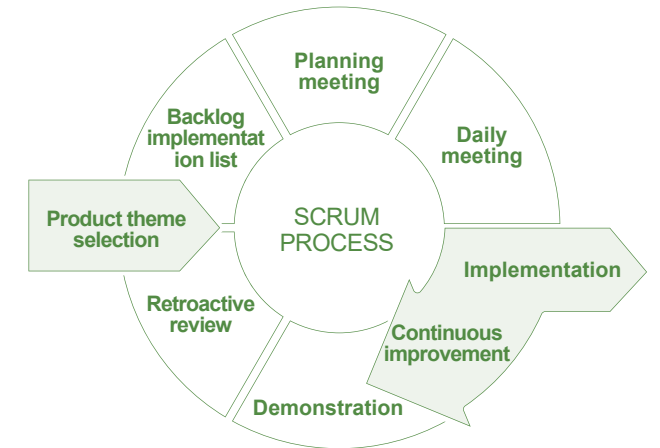 Planning
meeting
Backlog
implementat
ion list
Daily
meeting
Product theme
selection
SCRUM
PROCESS
Implementation
Retroactive
review
Continuous
improvement
Demonstration